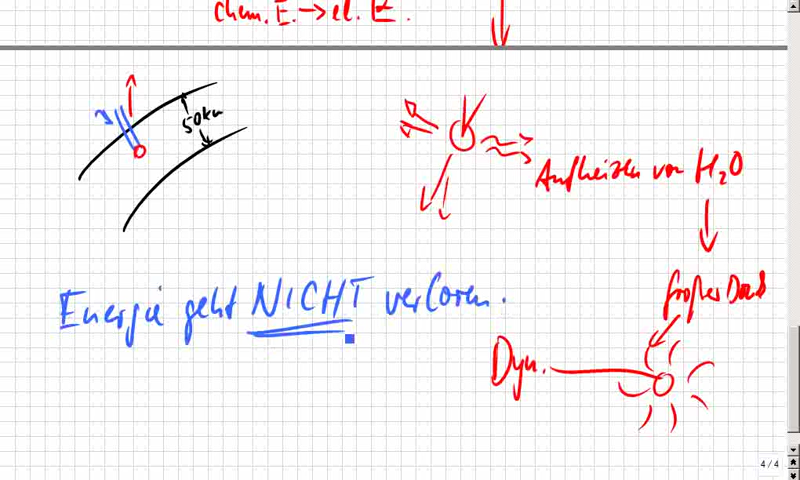 chem. E. → el. E.
50km
Aufheizen von H₂O
großer Druck
Energie geht NICHT verloren.
Dyn.
4/4